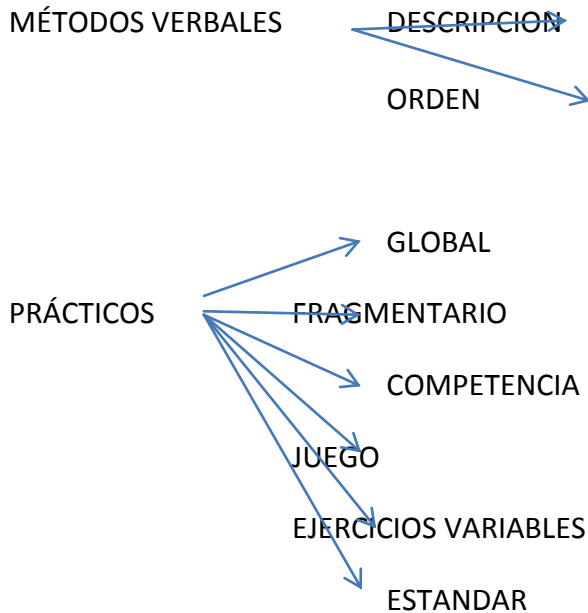 MÉTODOS VERBALES DESCRIPCION
ORDEN
GLOBAL
PRÁCTICOS FRAGMENTARIO
COMPETENCIA
JUEGO
EJERCICIOS VARIABLES
ESTANDAR